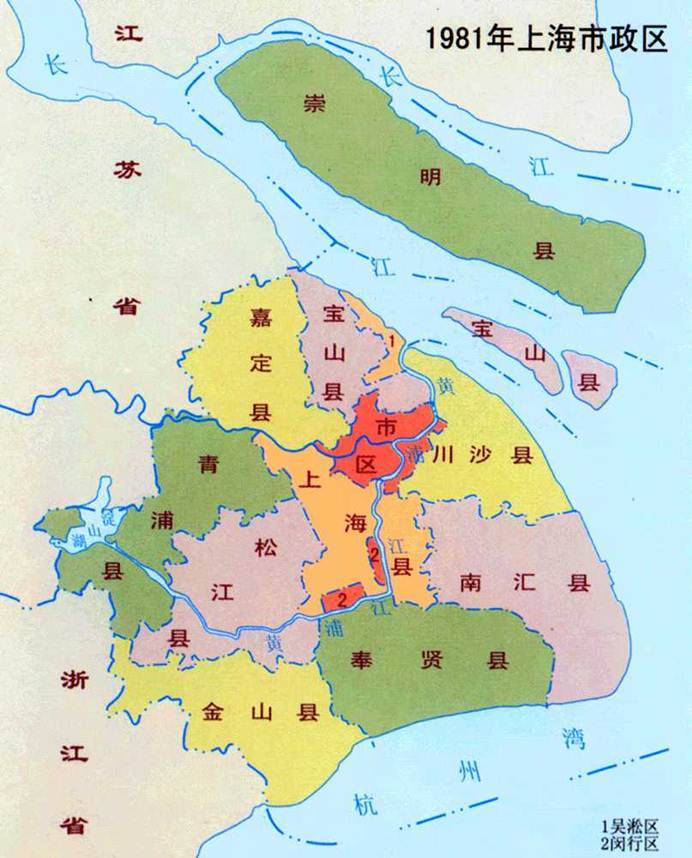 1981年上海市政区
江苏省
长江
长江
崇明县
江
嘉定县
宝山县
1
宝山县
黄浦江
市区
川沙县
青浦县
上海县
松江县
淀山湖
2
2
南汇县
黄浦江
奉贤县
金山县
浙江省
杭州湾
1吴淞区
2闵行区